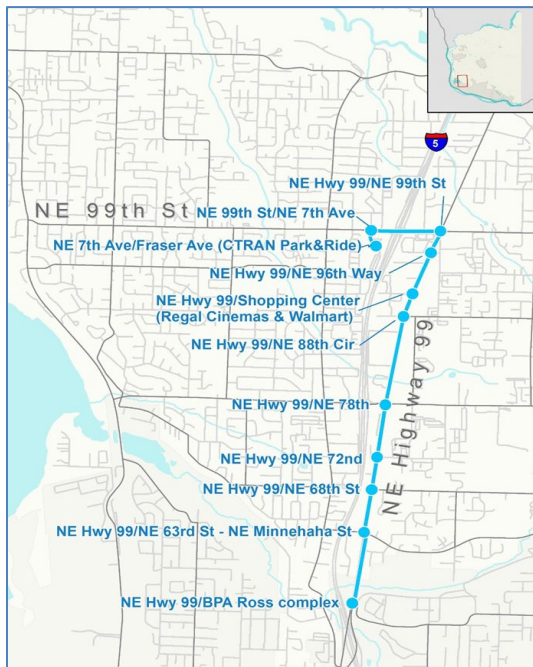 5
NE Hwy 99/NE 99th St
NE 99th St
NE 99th St/NE 7th Ave
NE 7th Ave/Fraser Ave (CTRAN Park&Ride)
NE Hwy 99/NE 96th Way
NE Hwy 99/Shopping Center
(Regal Cinemas & Walmart)
NE Hwy 99/NE 88th Cir
NE Highway 99
NE Hwy 99/NE 78th
NE Hwy 99/NE 72nd
NE Hwy 99/NE 68th St
NE Hwy 99/NE 63rd St - NE Minnehaha St
NE Hwy 99/BPA Ross complex